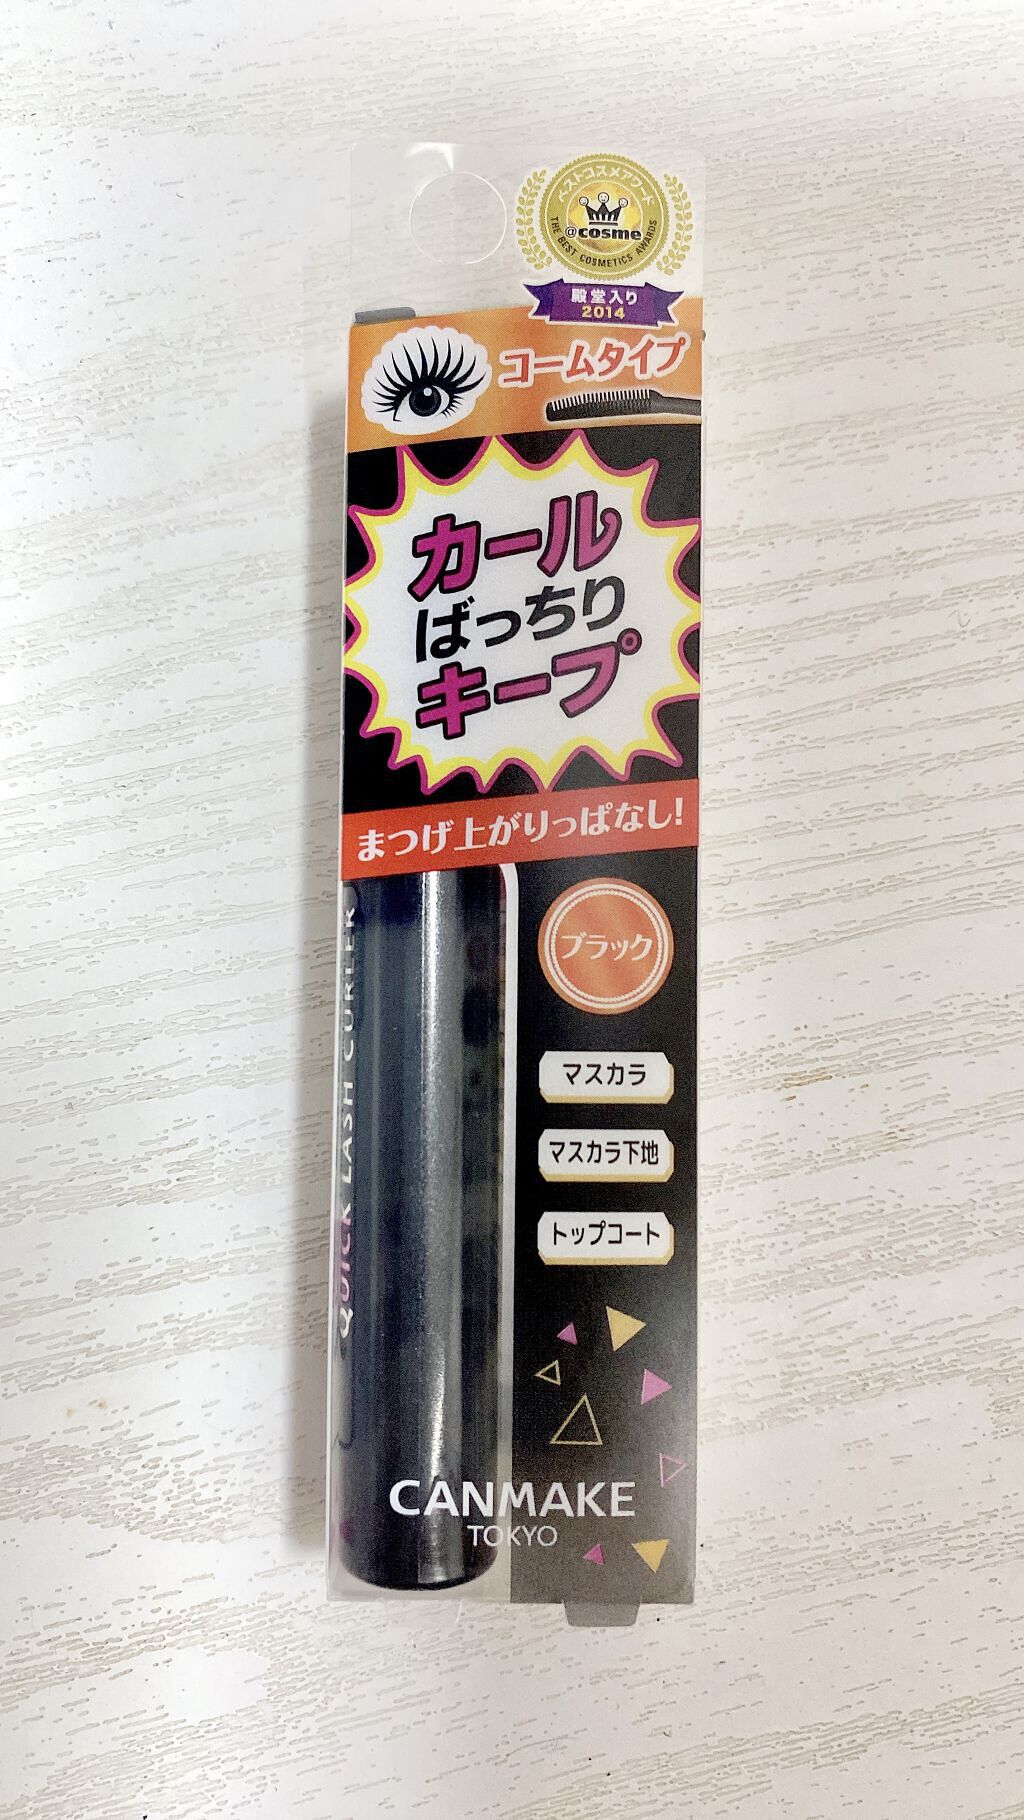 ベストコスメアワード
@cosme
THE BEST COSMETICS AWARDS
殿堂入り
2014
コームタイプ
カール
ばっちり
キープ
まつげ上がりっぱなし!
ブラック
マスカラ
マスカラ下地
トップコート
QUICK LASH CURLER
CANMAKE
TOKYO